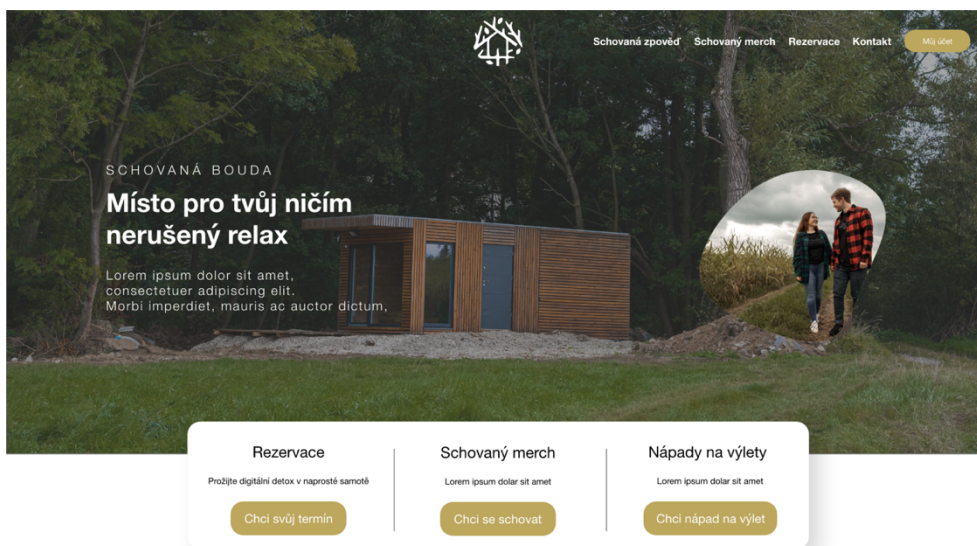 Schovaná zpověď Schovaný merch Rezervace Kontakt Můj účet
SCHOVANÁ BOUDA
Místo pro tvůj ničím
nerušený relax
Lorem ipsum dolor sit amet,
consectetuer adipiscing elit.
Morbi imperdiet, mauris ac auctor dictum,
Rezervace
Prožijte digitální detox v naprosté samotě
Chci svůj termín
Schovaný merch
Lorem ipsum dolar sit amet
Chci se schovat
Nápady na výlety
Lorem ipsum dolar sit amet
Chci nápad na výlet